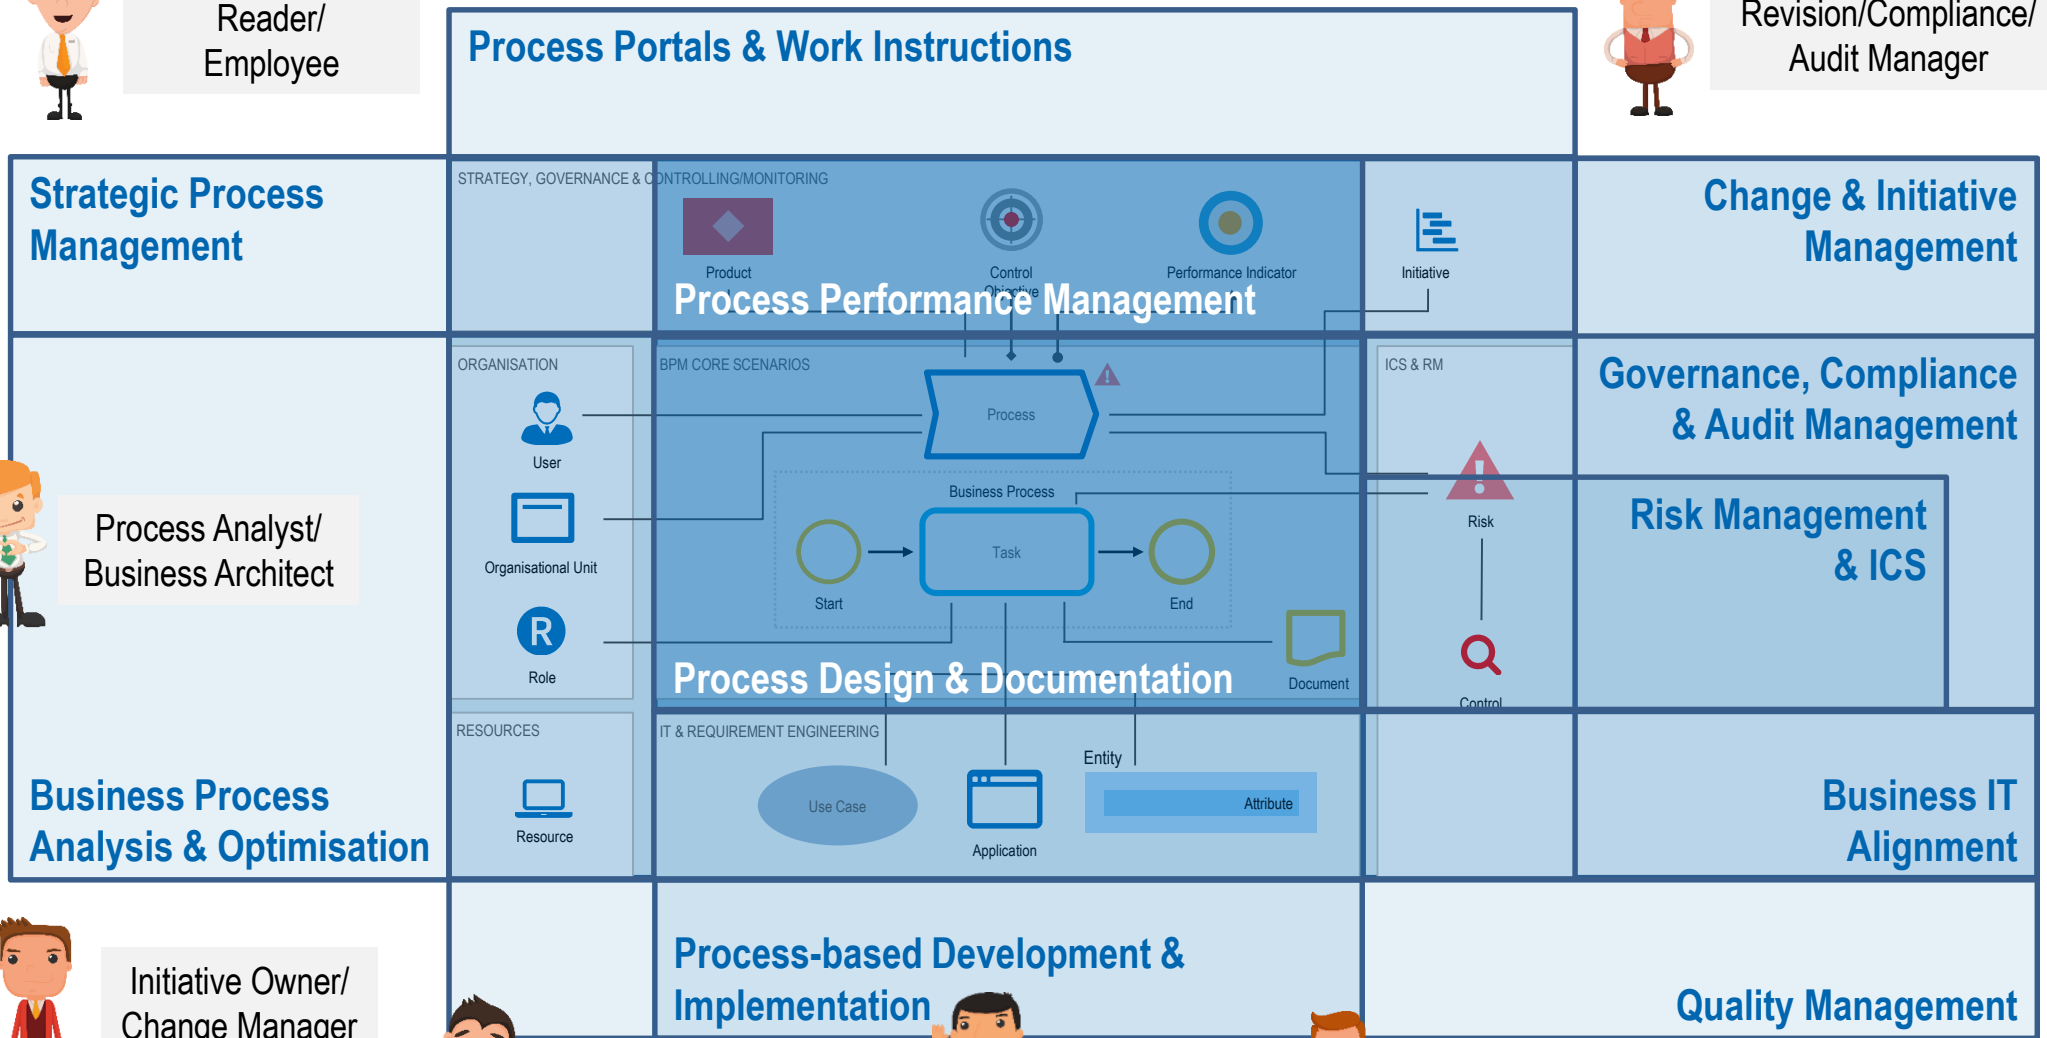 Reader/
Employee
Process Portals & Work Instructions
Revision/Compliance/
Audit Manager
Strategic Process
Management
STRATEGY, GOVERNANCE & CONTROLLING/MONITORING
Product
Control
Objective
Performance Indicator
Initiative
Process Performance Management
Change & Initiative
Management
ORGANISATION
User
Organisational Unit
R
Role
BPM CORE SCENARIOS
Process
Business Process
Start
Task
End
Document
Process Design & Documentation
ICS & RM
Risk
Control
Governance, Compliance
& Audit Management
Risk Management
& ICS
Process Analyst/
Business Architect
Business Process
Analysis & Optimisation
RESOURCES
Resource
IT & REQUIREMENT ENGINEERING
Use Case
Application
Entity
Attribute
Business IT
Alignment
Initiative Owner/
Change Manager
Process-based Development &
Implementation
Quality Management